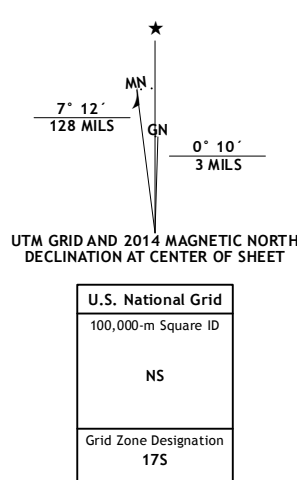 MN
7° 12´
128 MILS
GN
0° 10´
3 MILS
UTM GRID AND 2014 MAGNETIC NORTH
DECLINATION AT CENTER OF SHEET
U.S. National Grid
100,000-m Square ID
NS
Grid Zone Designation
17S